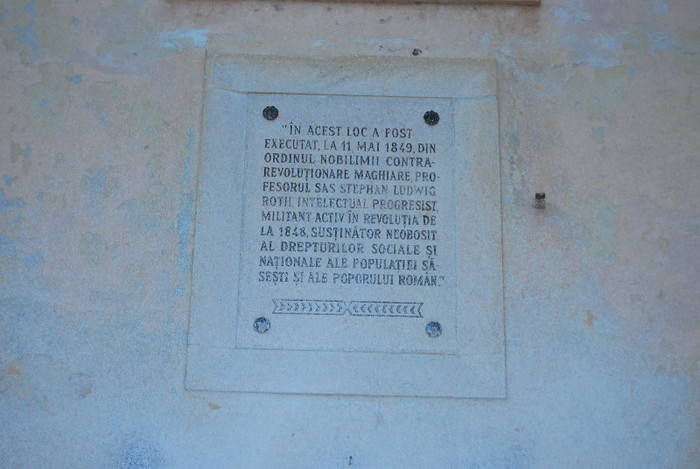 "ÎN ACEST LOC A FOST
EXECUTAT, LA 11 MAI 1849, DIN
ORDINUL NOBILIMII CONTRA-
REVOLUȚIONARE MAGHIARE, PRO-
FESORUL SAS STEPHAN LUDWIG
ROTH, INTELECTUAL PROGRESIST,
MILITANT ACTIV ÎN REVOLUȚIA DE
LA 1848, SUSȚINĂTOR NEOBOSIT
AL DREPTURILOR SOCIALE ȘI
NAȚIONALE ALE POPULAȚIEI SĂ-
SEȘTI ȘI ALE POPORULUI ROMÂN."